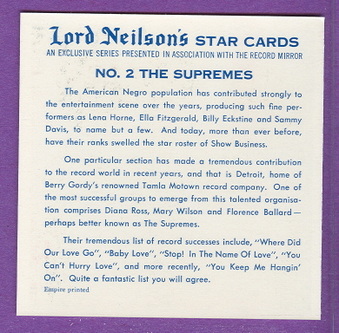 Lord Neilson's STAR CARDS
AN EXCLUSIVE SERIES PRESENTED IN ASSOCIATION WITH THE RECORD MIRROR
NO. 2 THE SUPREMES
The American Negro population has contributed strongly to
the entertainment scene over the years, producing such fine per-
formers as Lena Horne, Ella Fitzgerald, Billy Eckstine and Sammy
Davis, to name but a few. And today, more than ever before,
have their ranks swelled the star roster of Show Business.
One particular section has made a tremendous contribution
to the record world in recent years, and that is Detroit, home of
Berry Gordy's renowned Tamla Motown record company. One of
the most successful groups to emerge from this talented organisa-
tion comprises Diana Ross, Mary Wilson and Florence Ballard—
perhaps better known as The Supremes.
Their tremendous list of record successes include, "Where Did
Our Love Go", "Baby Love", "Stop! In The Name Of Love", "You
Can't Hurry Love", and more recently, "You Keep Me Hangin'
On". Quite a fantastic list you will agree.
Empire printed